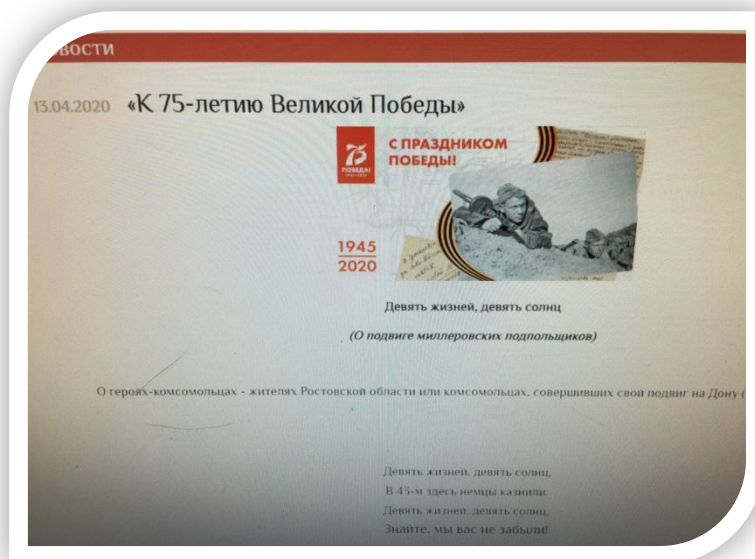 ВОСТИ
13.04.2020 «К 75-летию Великой Победы»
75
ПОБЕДА!
1945-2020
С ПРАЗДНИКОМ
ПОБЕДЫ!
1945
2020
Девять жизней, девять солнц
(О подвиге миллеровских подпольщиков)
О героях-комсомольцах - жителях Ростовской области или комсомольцах, совершивших свой подвиг на Дону (
Девять жизней, девять солнц,
В 43-м здесь немцы казнили.
Девять жизней, девять солнц,
Знайте, мы вас не забыли!